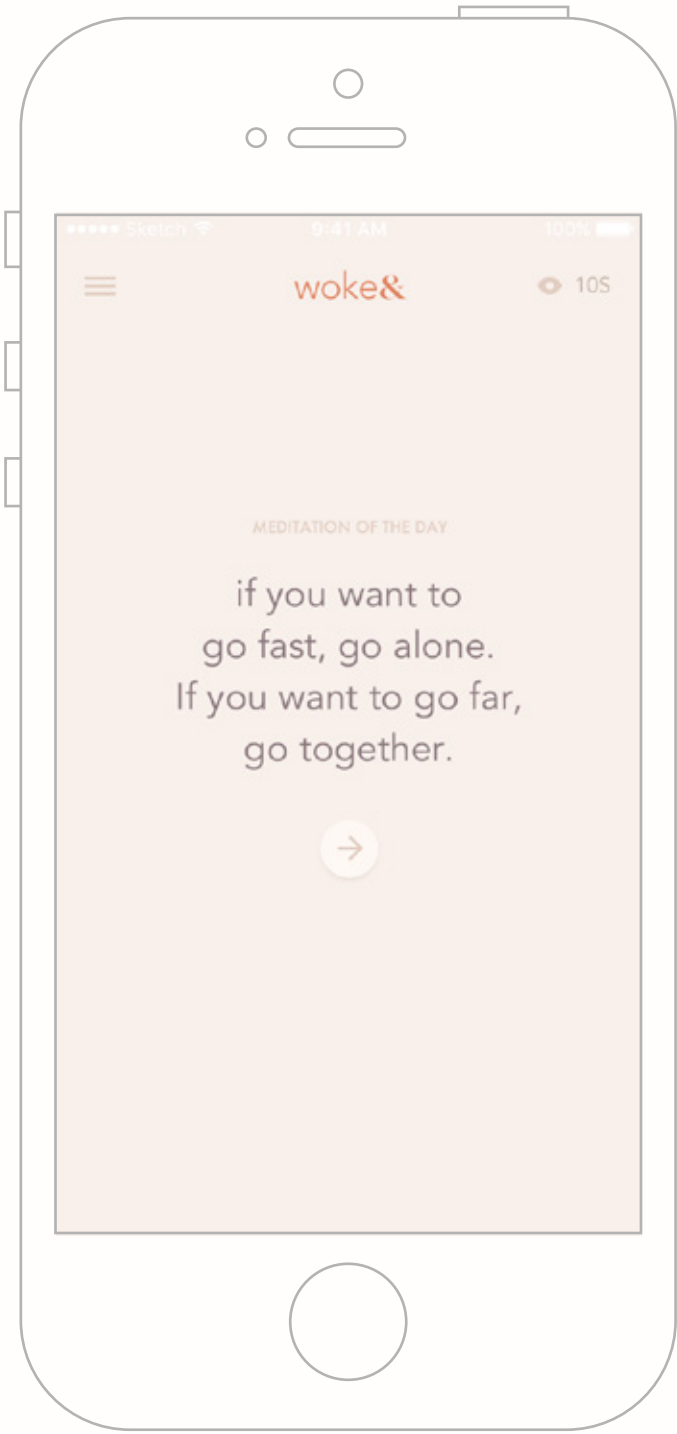 Sketch 9:41 AM 100%
woke& 10S
MEDITATION OF THE DAY
if you want to
go fast, go alone.
If you want to go far,
go together.